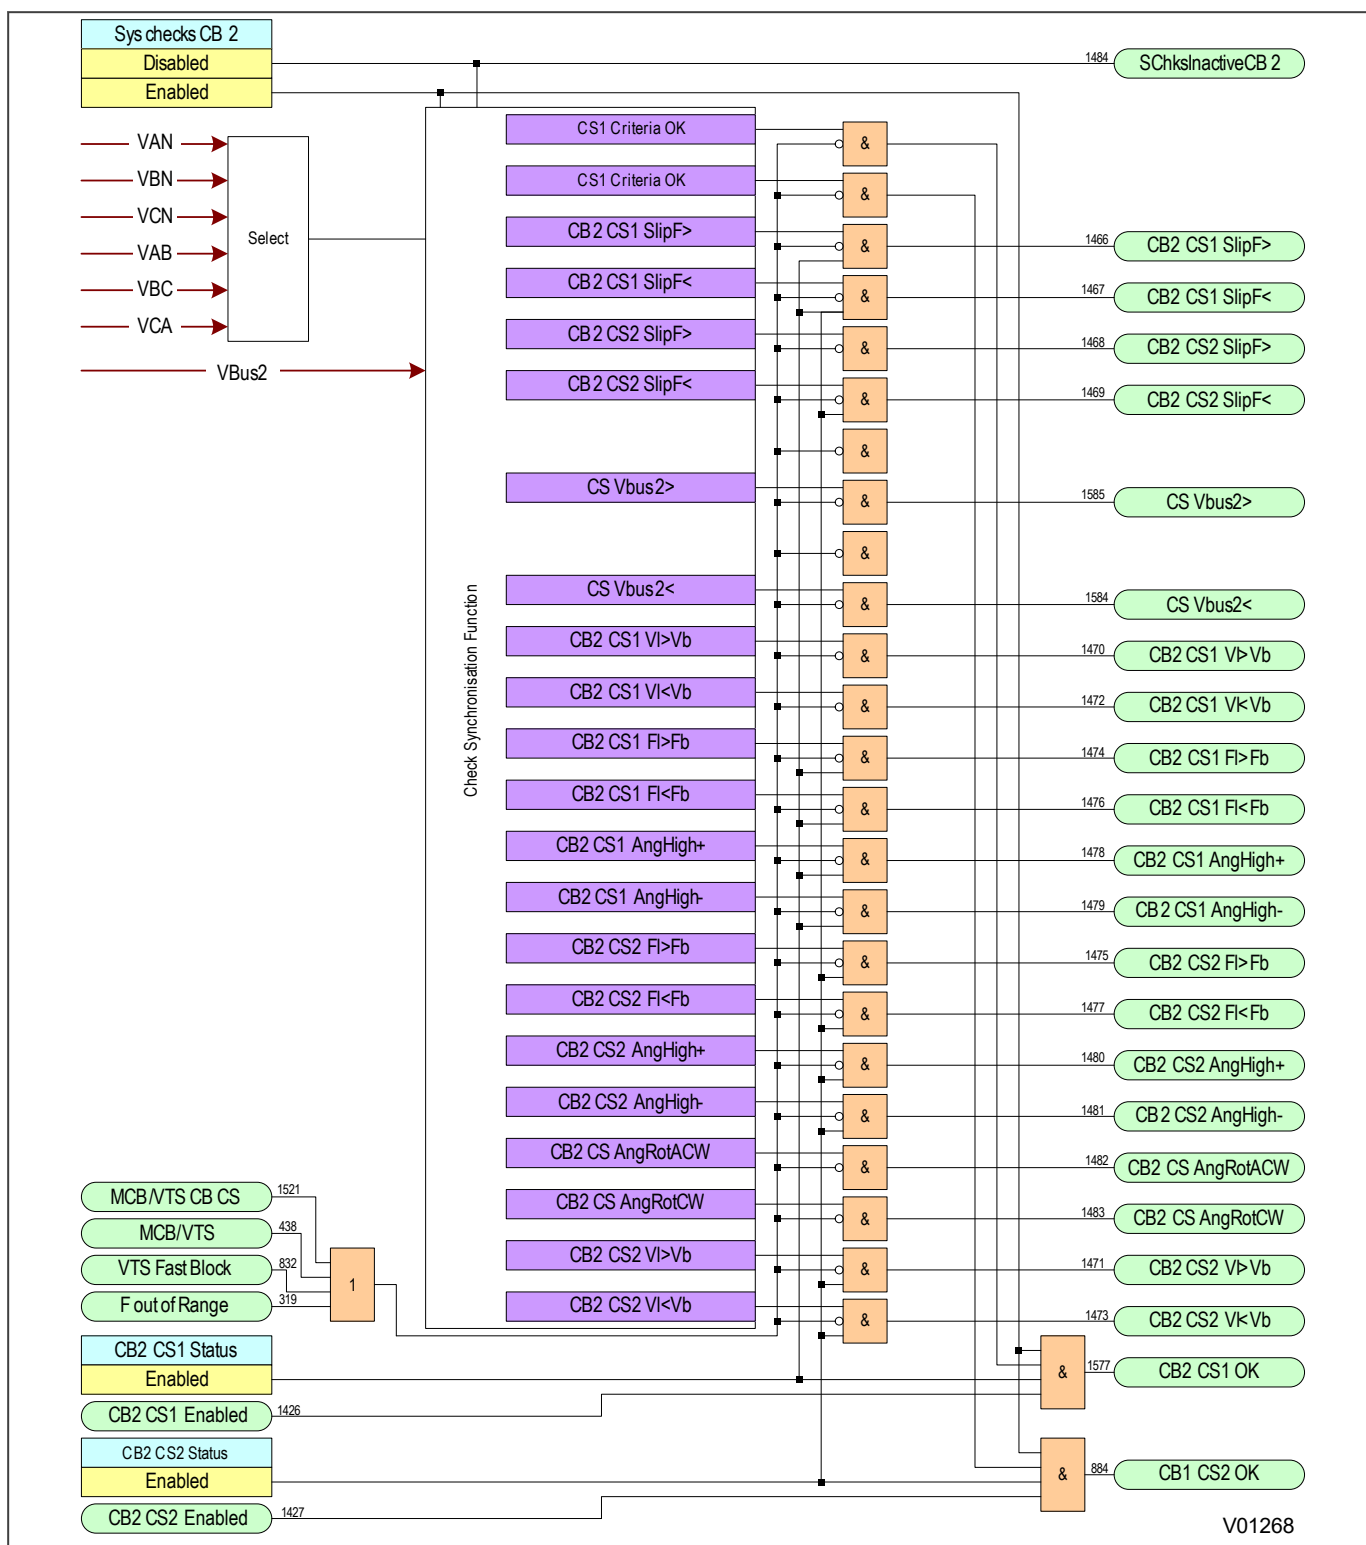 Sys checks CB 2
Disabled
Enabled
1484
SChksInactiveCB 2
VAN
VBN
VCN
VAB
VBC
VCA
Select
VBus2
Check Synchronisation Function
CS1 Criteria OK
&
CS1 Criteria OK
&
CB2 CS1 SlipF>
&
1466
CB2 CS1 SlipF>
CB2 CS1 SlipF<
&
1467
CB2 CS1 SlipF<
CB2 CS2 SlipF>
&
1468
CB2 CS2 SlipF>
CB2 CS2 SlipF<
&
1469
CB2 CS2 SlipF<
&
CS Vbus2>
&
1585
CS Vbus2>
&
CS Vbus2<
&
1584
CS Vbus2<
CB2 CS1 Vl>Vb
&
1470
CB2 CS1 Vl>Vb
CB2 CS1 Vl<Vb
&
1472
CB2 CS1 Vl<Vb
CB2 CS1 Fl>Fb
&
1474
CB2 CS1 Fl>Fb
CB2 CS1 Fl<Fb
&
1476
CB2 CS1 Fl<Fb
CB2 CS1 AngHigh+
&
1478
CB2 CS1 AngHigh+
CB2 CS1 AngHigh-
&
1479
CB2 CS1 AngHigh-
CB2 CS2 Fl>Fb
&
1475
CB2 CS2 Fl>Fb
CB2 CS2 Fl<Fb
&
1477
CB2 CS2 Fl<Fb
CB2 CS2 AngHigh+
&
1480
CB2 CS2 AngHigh+
CB2 CS2 AngHigh-
&
1481
CB2 CS2 AngHigh-
CB2 CS AngRotACW
&
1482
CB2 CS AngRotACW
CB2 CS AngRotCW
&
1483
CB2 CS AngRotCW
CB2 CS2 Vl>Vb
&
1471
CB2 CS2 Vl>Vb
CB2 CS2 Vl<Vb
&
1473
CB2 CS2 Vl<Vb
MCB/VTS CB CS
1521
MCB/VTS
438
VTS Fast Block
832
F out of Range
319
1
CB2 CS1 Status
Enabled
CB2 CS1 Enabled
1426
&
1577
CB2 CS1 OK
CB2 CS2 Status
Enabled
CB2 CS2 Enabled
1427
&
884
CB1 CS2 OK
V01268